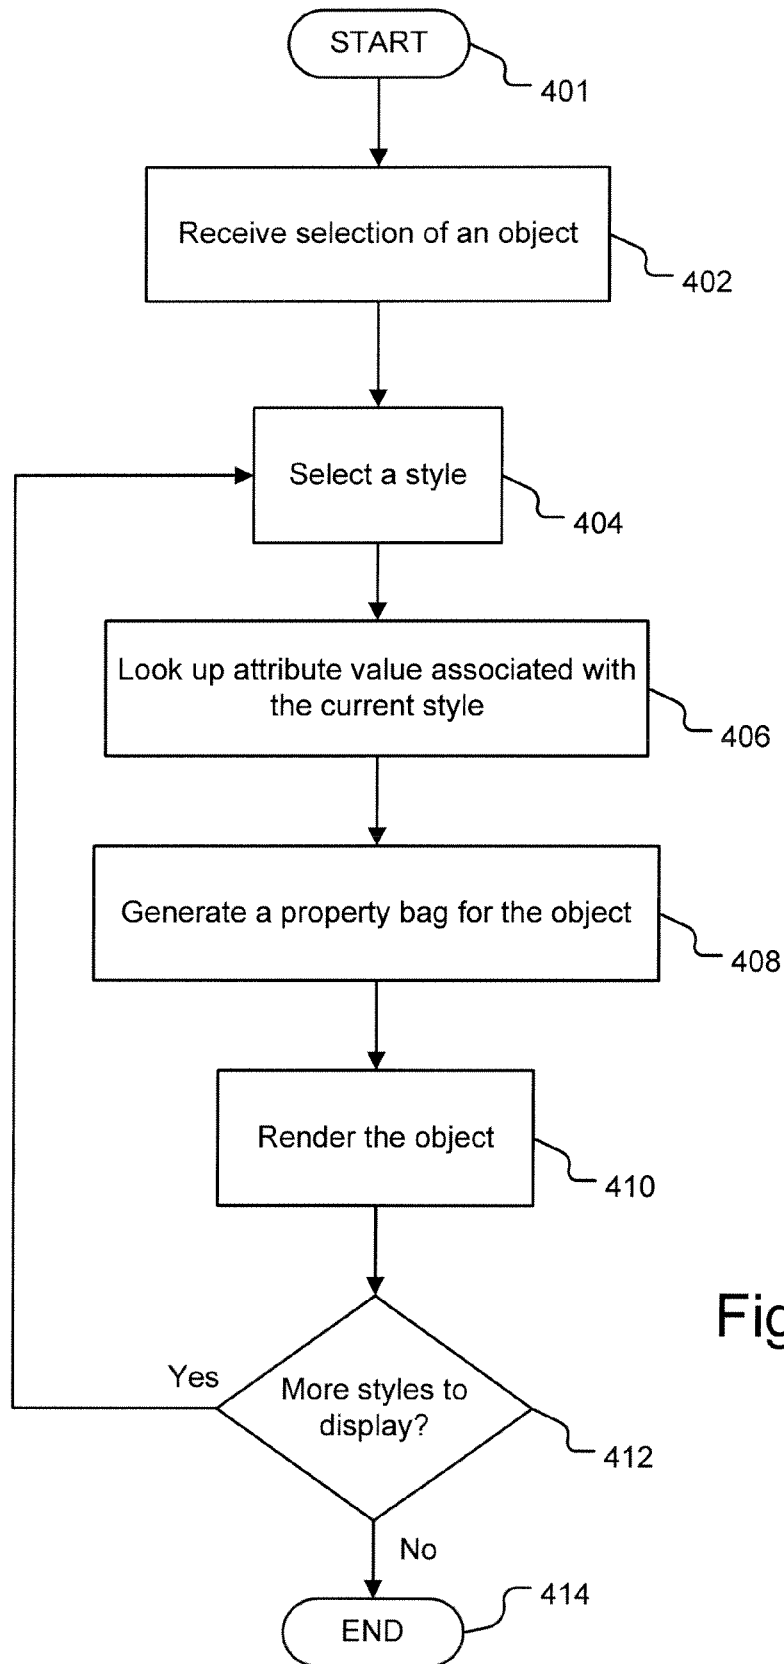 START
401
Receive selection of an object
402
Select a style
404
Look up attribute value associated with
the current style
406
Generate a property bag for the object
408
Render the object
410
Fig
Yes
More styles to
display?
412
No
414
END